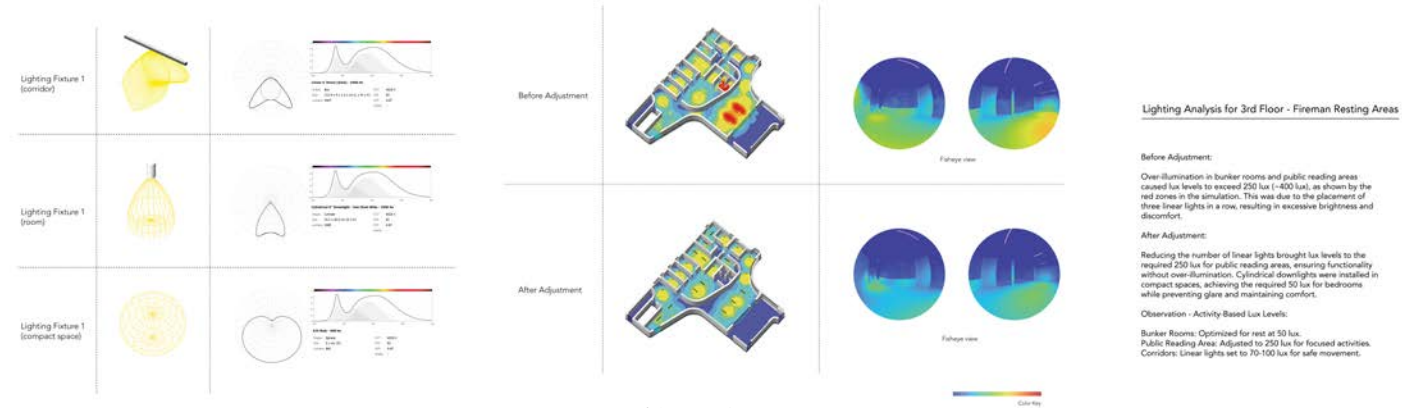 Lighting Fixture 1
(corridor)
Lighting Fixture 1
(room)
Lighting Fixture 1
(compact space)
Before Adjustment
Fisheye view
After Adjustment
Fisheye view
Color Key
Lighting Analysis for 3rd Floor - Fireman Resting Areas
Before Adjustment:
Over-illumination in bunker rooms and public reading areas
caused lux levels to exceed 250 lux (~400 lux), as shown by the
red zones in the simulation. This was due to the placement of
three linear lights in a row, resulting in excessive brightness and
discomfort.
After Adjustment:
Reducing the number of linear lights brought lux levels to the
required 250 lux for public reading areas, ensuring functionality
without over-illumination. Cylindrical downlights were installed in
compact spaces, achieving the required 50 lux for bedrooms
while preventing glare and maintaining comfort.
Observation - Activity-Based Lux Levels:
Bunker Rooms: Optimized for rest at 50 lux.
Public Reading Area: Adjusted to 250 lux for focused activities.
Corridors: Linear lights set to 70-100 lux for safe movement.